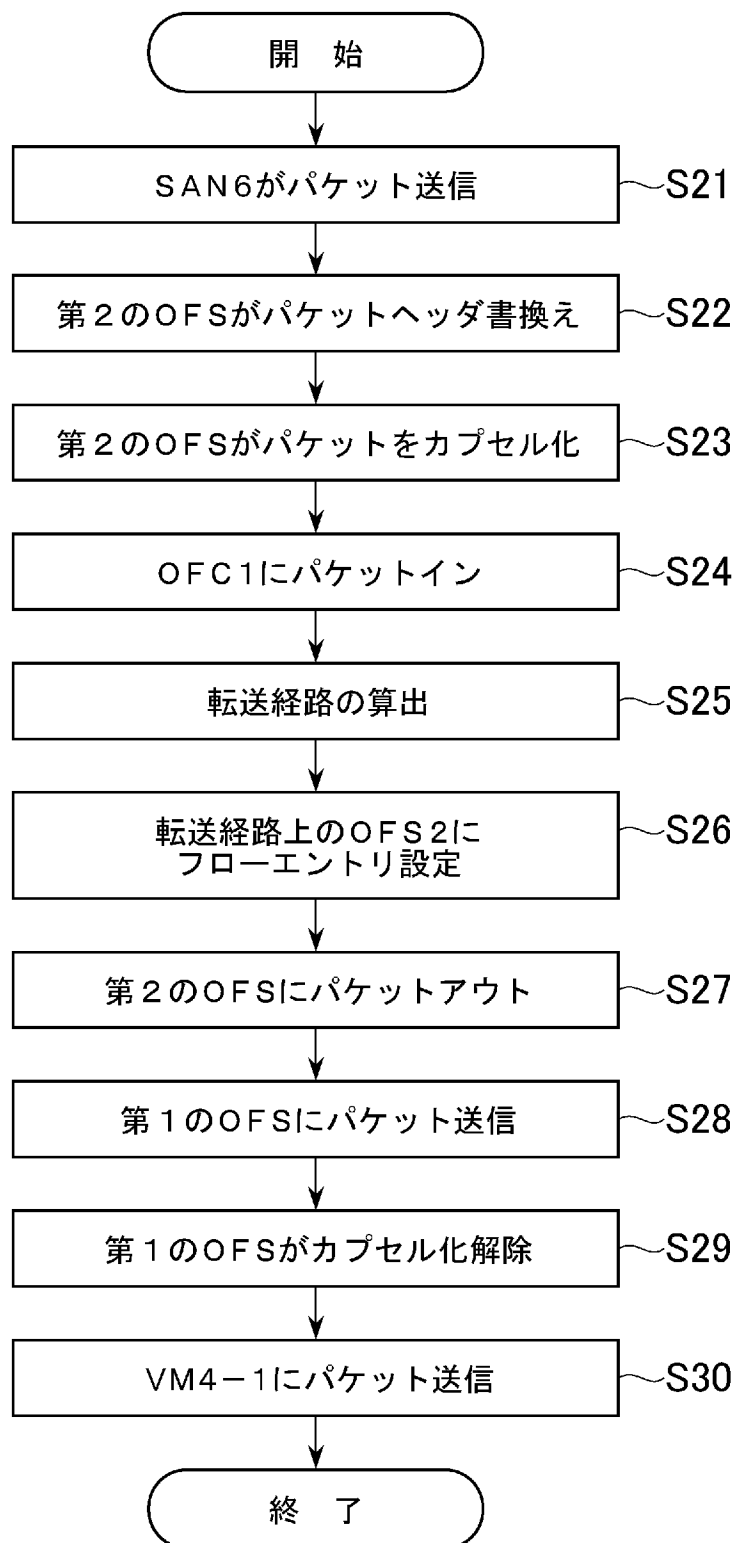 開　始
SAN6がパケット送信
S21
第2のOFSがパケットヘッダ書換え
S22
第2のOFSがパケットをカプセル化
S23
OFC1にパケットイン
S24
転送経路の算出
S25
転送経路上のOFS2に
フローエントリ設定
S26
第2のOFSにパケットアウト
S27
第1のOFSにパケット送信
S28
第1のOFSがカプセル化解除
S29
VM4-1にパケット送信
S30
終　了